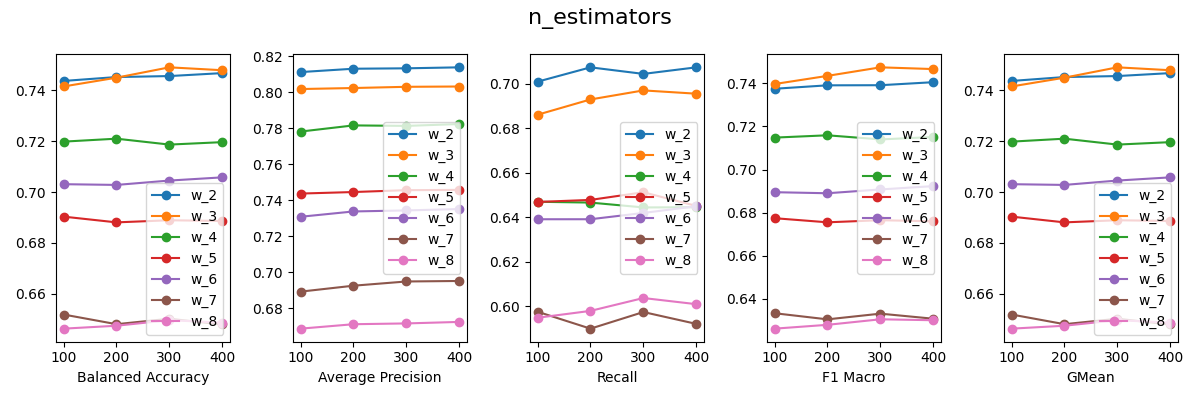 n_estimators
0.74
0.72
0.70
0.68
0.66
100 200 300 400
Balanced Accuracy
w_2
w_3
w_4
w_5
w_6
w_7
w_8
0.82
0.80
0.78
0.76
0.74
0.72
0.70
0.68
100 200 300 400
Average Precision
w_2
w_3
w_4
w_5
w_6
w_7
w_8
0.70
0.68
0.66
0.64
0.62
0.60
100 200 300 400
Recall
w_2
w_3
w_4
w_5
w_6
w_7
w_8
0.74
0.72
0.70
0.68
0.66
0.64
100 200 300 400
F1 Macro
w_2
w_3
w_4
w_5
w_6
w_7
w_8
0.74
0.72
0.70
0.68
0.66
100 200 300 400
GMean
w_2
w_3
w_4
w_5
w_6
w_7
w_8